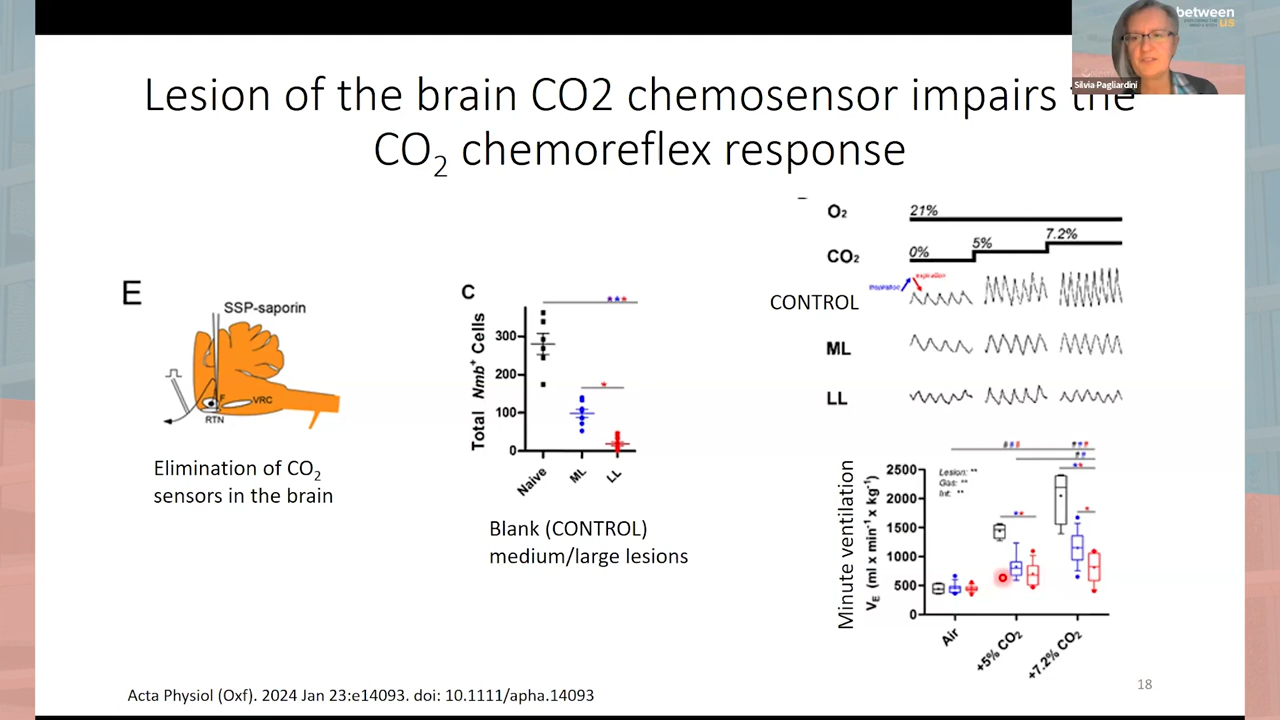 between
us
Silvia Pagliardini
Lesion of the brain CO2 chemosensor impairs the
CO₂ chemoreflex response
E
SSP-saporin
F
VRC
RTN
Elimination of CO₂
sensors in the brain
C
Total Nmb⁺ Cells
300
200
100
0
Naive
ML
LL
Blank (CONTROL)
medium/large lesions
O₂
21%
CO₂
0%
5%
7.2%
CONTROL
ML
LL
Minute ventilation
V_E (ml x min⁻¹ x kg⁻¹)
2500
2000
1500
1000
500
0
Lesion: **
Gas: **
Int: **
Air
+5% CO₂
+7.2% CO₂
Acta Physiol (Oxf). 2024 Jan 23:e14093. doi: 10.1111/apha.14093
18